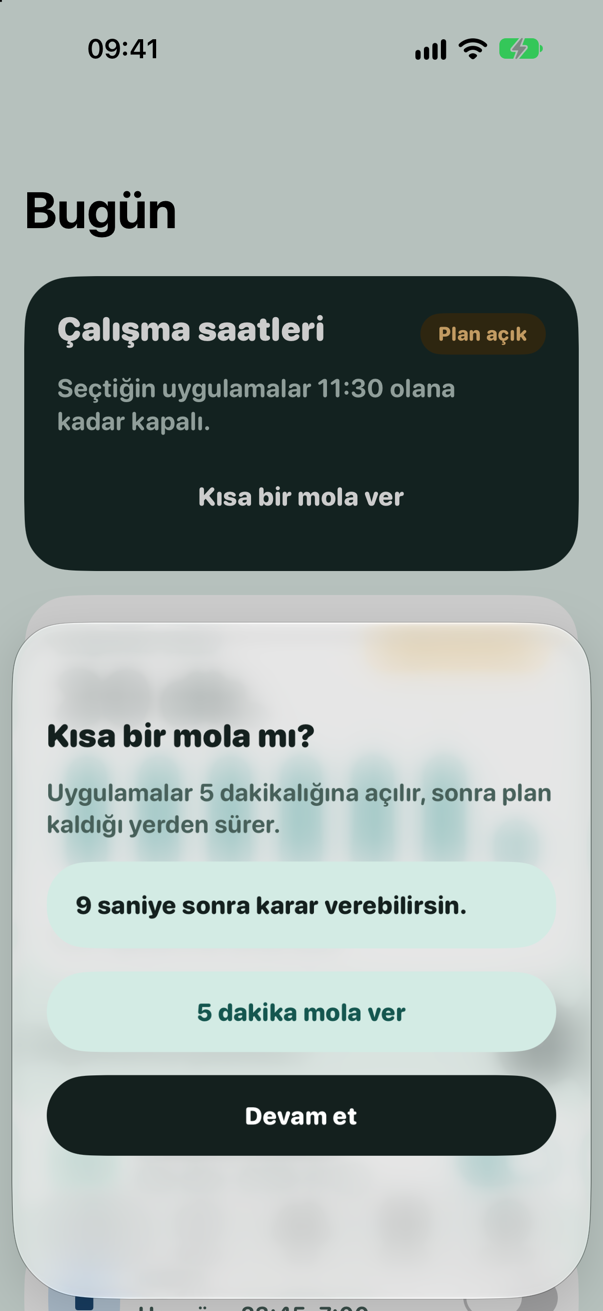 09:41
Bugün
Çalışma saatleri
Plan açık
Seçtiğin uygulamalar 11:30 olana
kadar kapalı.
Kısa bir mola ver
Kısa bir mola mı?
Uygulamalar 5 dakikalığına açılır, sonra plan
kaldığı yerden sürer.
9 saniye sonra karar verebilirsin.
5 dakika mola ver
Devam et